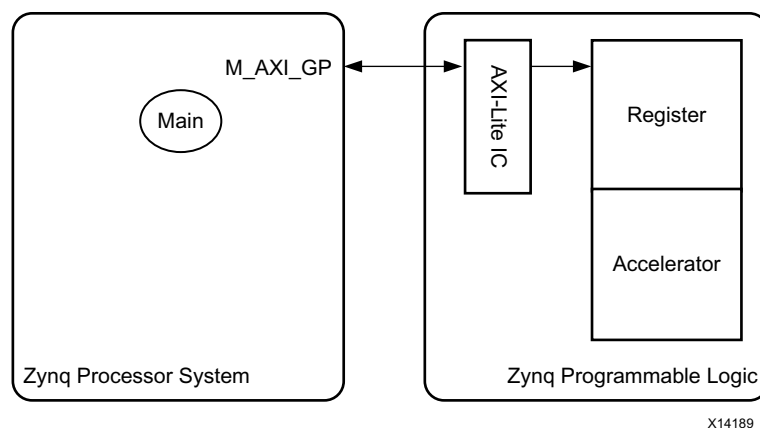 M_AXI_GP
Main
AXI-Lite IC
Register
Accelerator
Zynq Processor System
Zynq Programmable Logic
X14189